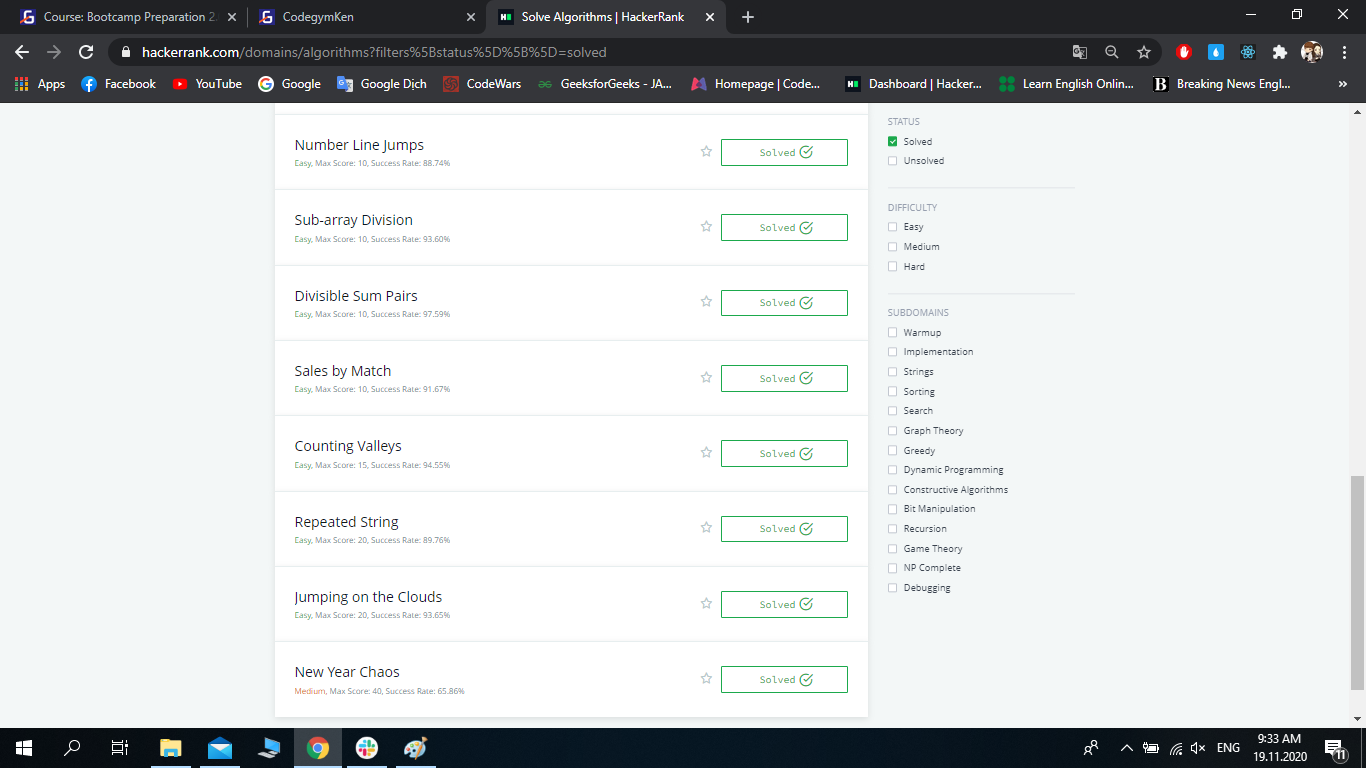 Course: Bootcamp Preparation 2.
CodegymKen
Solve Algorithms | HackerRank
hackerrank.com/domains/algorithms?filters%5Bstatus%5D%5B%5D=solved
Apps
Facebook
YouTube
Google
Google Dịch
CodeWars
GeeksforGeeks - JA...
Homepage | Code...
Dashboard | Hacker...
Learn English Onlin...
Breaking News Engl...
Number Line Jumps
Easy, Max Score: 10, Success Rate: 88.74%
Solved
Sub-array Division
Easy, Max Score: 10, Success Rate: 93.60%
Solved
Divisible Sum Pairs
Easy, Max Score: 10, Success Rate: 97.59%
Solved
Sales by Match
Easy, Max Score: 10, Success Rate: 91.67%
Solved
Counting Valleys
Easy, Max Score: 15, Success Rate: 94.55%
Solved
Repeated String
Easy, Max Score: 20, Success Rate: 89.76%
Solved
Jumping on the Clouds
Easy, Max Score: 20, Success Rate: 93.65%
Solved
New Year Chaos
Medium, Max Score: 40, Success Rate: 65.86%
Solved
STATUS
Solved
Unsolved
DIFFICULTY
Easy
Medium
Hard
SUBDOMAINS
Warmup
Implementation
Strings
Sorting
Search
Graph Theory
Greedy
Dynamic Programming
Constructive Algorithms
Bit Manipulation
Recursion
Game Theory
NP Complete
Debugging
ENG
9:33 AM
19.11.2020
11